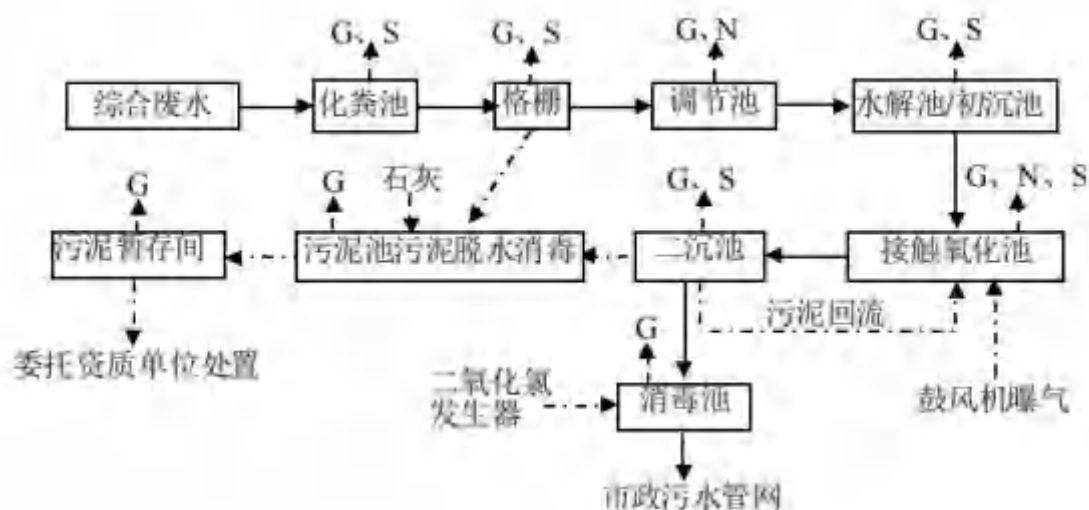 G、S
G、S
G、N
G、S
综合废水
化粪池
格栅
调节池
水解池/初沉池
G
G
石灰
G、S
G、N、S
污泥暂存间
污泥池污泥脱水消毒
二沉池
接触氧化池
污泥回流
G
委托资质单位处置
二氧化氯
发生器
消毒池
鼓风机曝气
市政污水管网